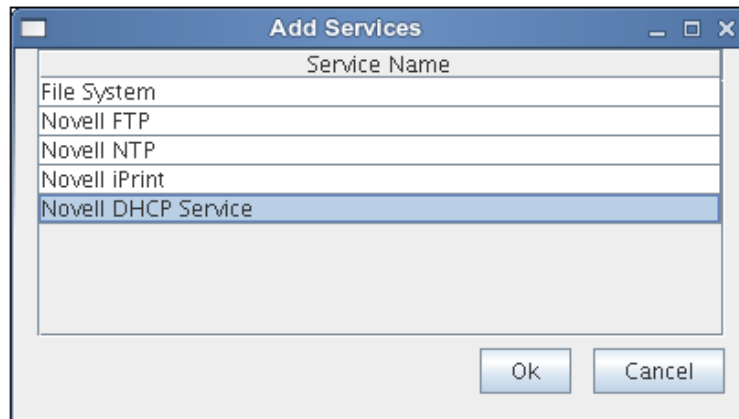 Add Services
Service Name
File System
Novell FTP
Novell NTP
Novell iPrint
Novell DHCP Service
Ok Cancel